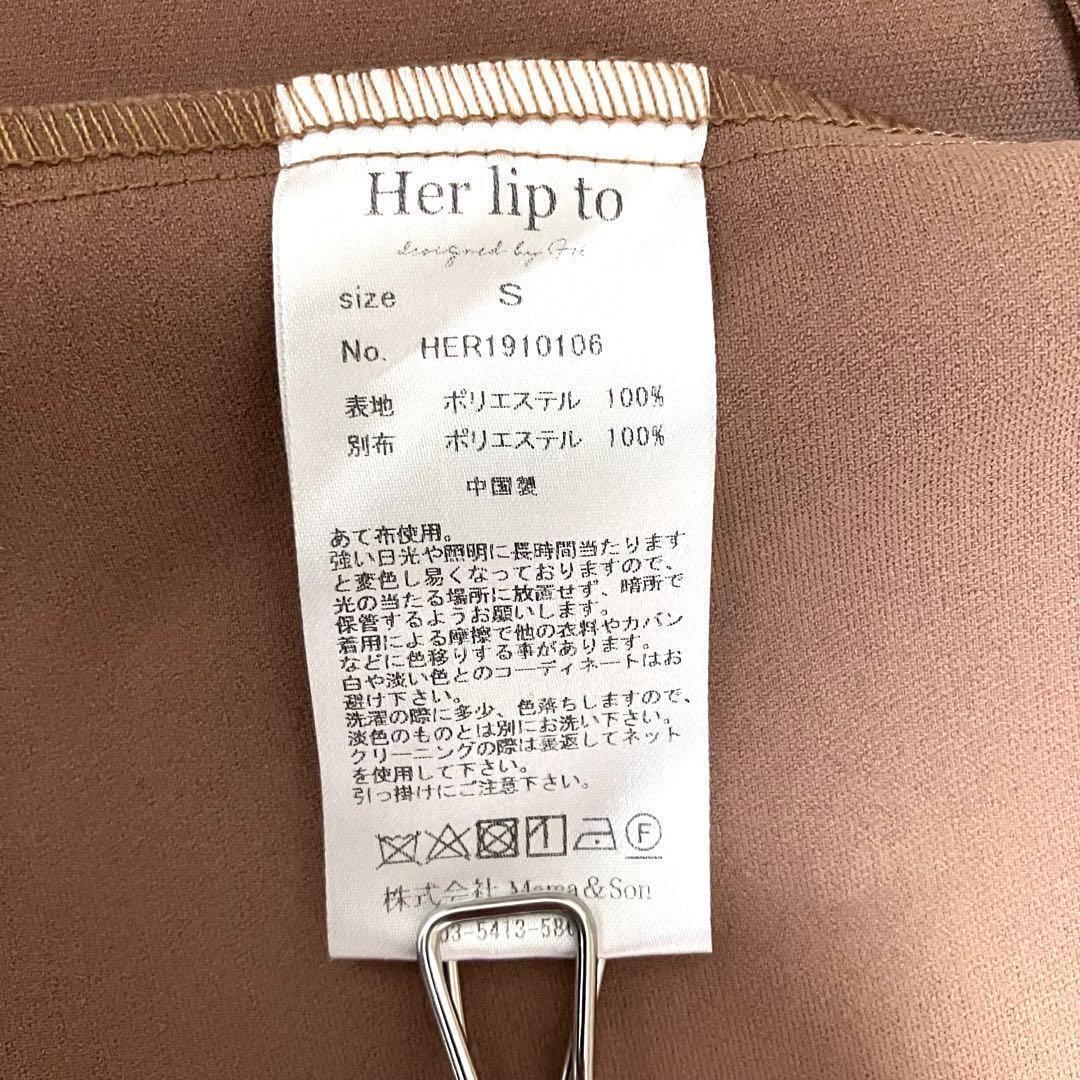 Her lip to
designed by AK
size S
No. HER1910106
表地 ポリエステル 100%
別布 ポリエステル 100%
中国製
あて布使用。
強い日光や照明に長時間当たります
と変色し易くなっておりますので、
光の当たる場所に放置せず、暗所で
保管するようお願いします。
着用による摩擦で他の衣料やカバン
などに色移りする事があります。
白や淡い色とのコーディネートはお
避け下さい。
洗濯の際に多少、色落ちしますので、
淡色のものとは別にお洗い下さい。
クリーニングの際は裏返してネット
を使用して下さい。
引っ掛けにご注意下さい。
F
株式会社 Mama&Son
03-5413-58